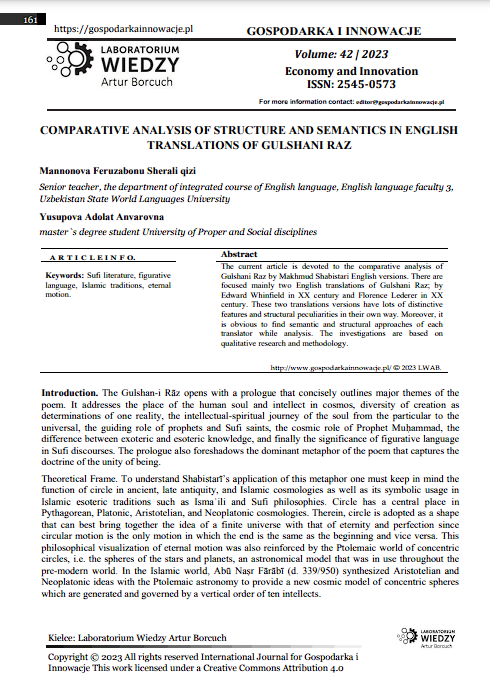 161
https://gospodarkainnowacje.pl
GOSPODARKA I INNOWACJE
LABORATORIUM
WIEDZY
Artur Borcuch
Volume: 42 | 2023
Economy and Innovation
ISSN: 2545-0573
For more information contact: editor@gospodarkainnowacje.pl
COMPARATIVE ANALYSIS OF STRUCTURE AND SEMANTICS IN ENGLISH
TRANSLATIONS OF GULSHANI RAZ
Mannonova Feruzabonu Sherali qizi
Senior teacher, the department of integrated course of English language, English language faculty 3,
Uzbekistan State World Languages University
Yusupova Adolat Anvarovna
master`s degree student University of Proper and Social disciplines
A R T I C L E I N F O.
Keywords: Sufi literature, figurative
language, Islamic traditions, eternal
motion.
Abstract
The current article is devoted to the comparative analysis of
Gulshani Raz by Makhmud Shabistari English versions. There are
focused mainly two English translations of Gulshani Raz; by
Edward Whinfield in XX century and Florence Lederer in XX
century. These two translations versions have lots of distinctive
features and structural peculiarities in their own way. Moreover, it
is obvious to find semantic and structural approaches of each
translator while analysis. The investigations are based on
qualitative research and methodology.
http://www.gospodarkainnowacje.pl/ © 2023 LWAB.
Introduction. The Gulshan-i Rāz opens with a prologue that concisely outlines major themes of the
poem. It addresses the place of the human soul and intellect in cosmos, diversity of creation as
determinations of one reality, the intellectual-spiritual journey of the soul from the particular to the
universal, the guiding role of prophets and Sufi saints, the cosmic role of Prophet Muḥammad, the
difference between exoteric and esoteric knowledge, and finally the significance of figurative language
in Sufi discourses. The prologue also foreshadows the dominant metaphor of the poem that captures the
doctrine of the unity of being.
Theoretical Frame. To understand Shabistarī`s application of this metaphor one must keep in mind the
function of circle in ancient, late antiquity, and Islamic cosmologies as well as its symbolic usage in
Islamic esoteric traditions such as Isma`ili and Sufi philosophies. Circle has a central place in
Pythagorean, Platonic, Aristotelian, and Neoplatonic cosmologies. Therein, circle is adopted as a shape
that can best bring together the idea of a finite universe with that of eternity and perfection since
circular motion is the only motion in which the end is the same as the beginning and vice versa. This
philosophical visualization of eternal motion was also reinforced by the Ptolemaic world of concentric
circles, i.e. the spheres of the stars and planets, an astronomical model that was in use throughout the
pre-modern world. In the Islamic world, Abū Naṣr Fārābī (d. 339/950) synthesized Aristotelian and
Neoplatonic ideas with the Ptolemaic astronomy to provide a new cosmic model of concentric spheres
which are generated and governed by a vertical order of ten intellects.
Kielce: Laboratorium Wiedzy Artur Borcuch
LABORATORIUM
WIEDZY
Artur Borcuch
Copyright © 2023 All rights reserved International Journal for Gospodarka i
Innowacje This work licensed under a Creative Commons Attribution 4.0